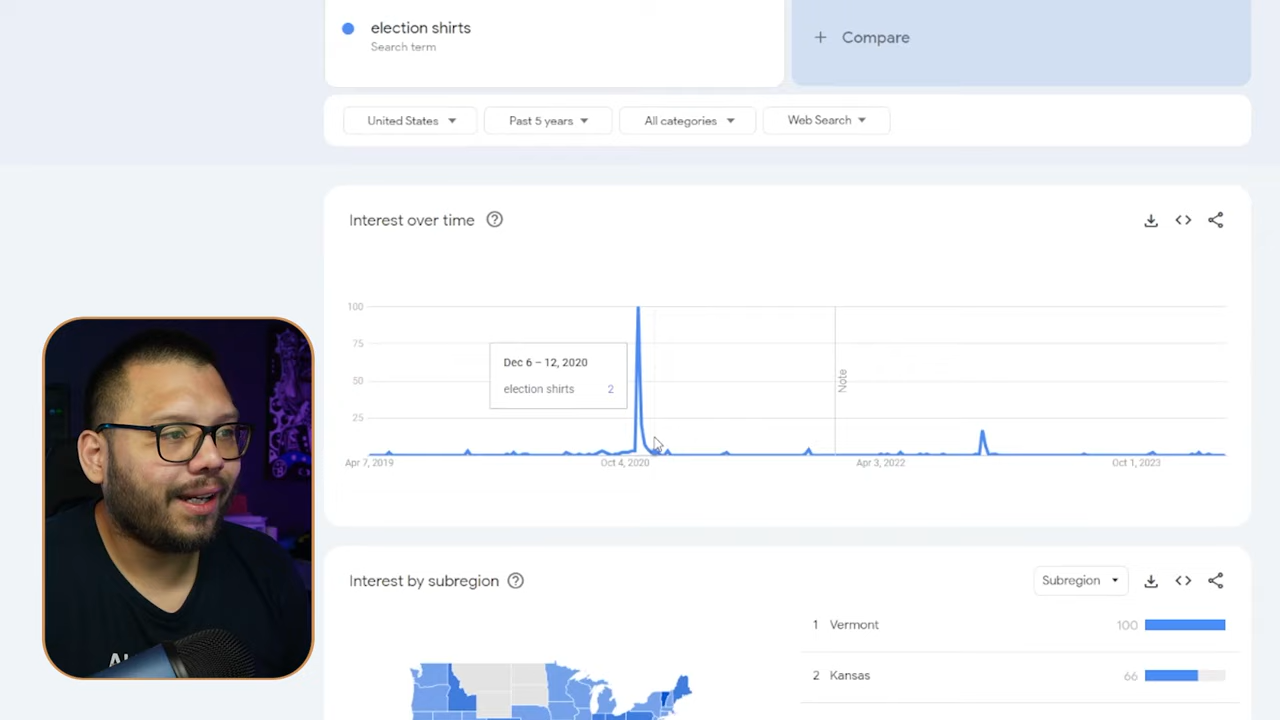 election shirts
Search term
+ Compare
United States
Past 5 years
All categories
Web Search
Interest over time
100
75
50
25
Dec 6 – 12, 2020
election shirts 2
Note
Apr 7, 2019
Oct 4, 2020
Apr 3, 2022
Oct 1, 2023
Interest by subregion
Subregion
1 Vermont 100
2 Kansas 66